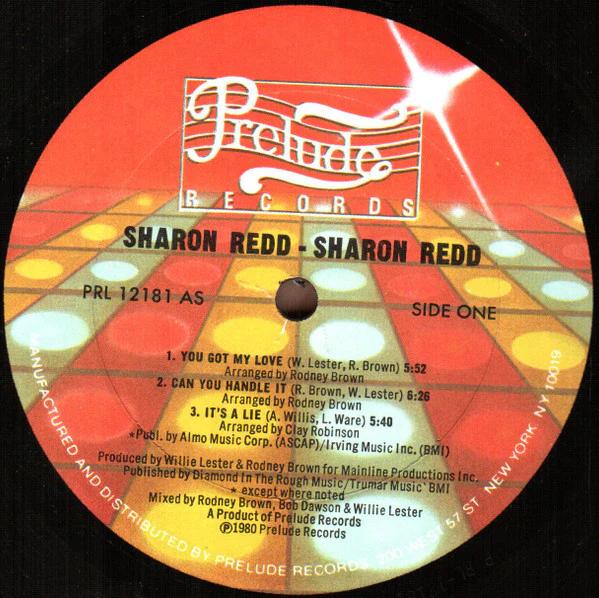 Prelude
RECORDS
SHARON REDD - SHARON REDD
PRL 12181 AS
SIDE ONE
1. YOU GOT MY LOVE (W. Lester, R. Brown) 5:52
Arranged by Rodney Brown
2. CAN YOU HANDLE IT (R. Brown, W. Lester) 6:26
Arranged by Rodney Brown
3. IT'S A LIE (A. Willis, L. Ware) 5:40
Arranged by Clay Robinson
*Publ. by Almo Music Corp. (ASCAP)/Irving Music Inc. (BMI)
Produced by Willie Lester & Rodney Brown for Mainline Productions Inc.
Published by Diamond In The Rough Music/Trumar Music* BMI
* except where noted
Mixed by Rodney Brown, Bob Dawson & Willie Lester
A Product of Prelude Records
℗1980 Prelude Records
MANUFACTURED AND DISTRIBUTED BY PRELUDE RECORDS, 200 WEST 57 ST. NEW YORK, NY 10019